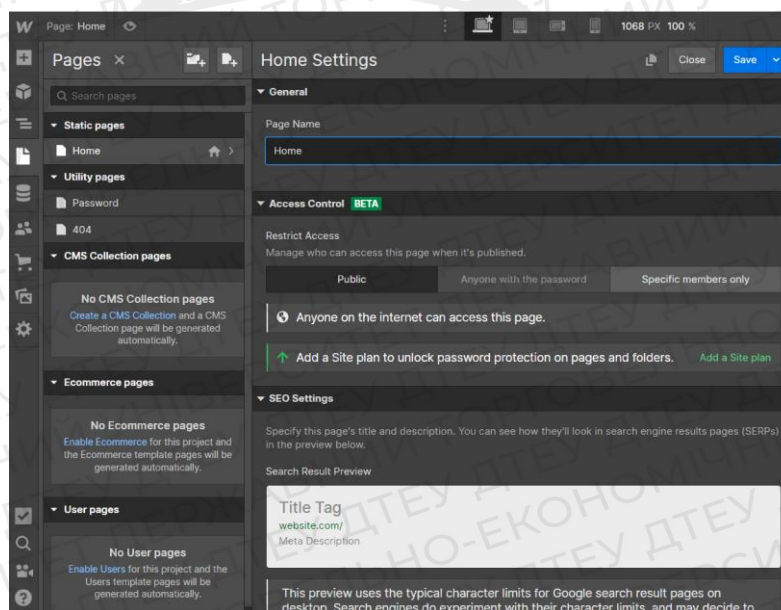 Page: Home
1068 PX 100 %
Pages
Search pages
Static pages
Home
Utility pages
Password
404
CMS Collection pages
No CMS Collection pages
Create a CMS Collection and a CMS
Collection page will be generated
automatically.
Ecommerce pages
No Ecommerce pages
Enable Ecommerce for this project and
the Ecommerce template pages will be
generated automatically.
User pages
No User pages
Enable Users for this project and the
Users template pages will be
generated automatically.
Home Settings
Close
Save
General
Page Name
Home
Access Control BETA
Restrict Access
Manage who can access this page when it's published.
Public
Anyone with the password
Specific members only
Anyone on the internet can access this page.
Add a Site plan to unlock password protection on pages and folders. Add a Site plan
SEO Settings
Specify this page's title and description. You can see how they'll look in search engine results pages (SERPs)
in the preview below.
Search Result Preview
Title Tag
website.com/
Meta Description
This preview uses the typical character limits for Google search result pages on
desktop. Search engines do experiment with their character limits, and may decide to